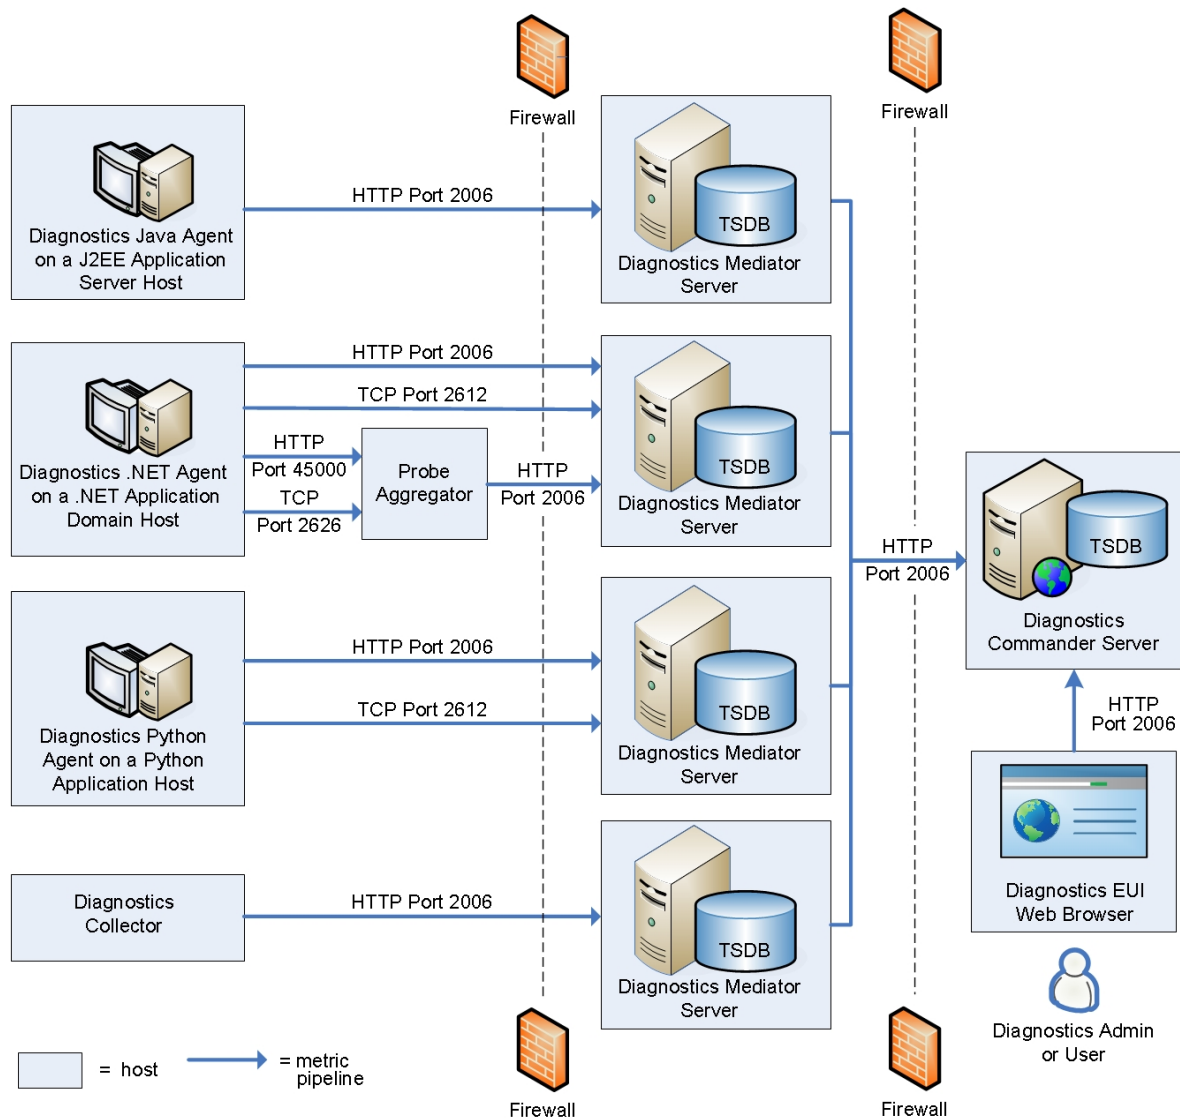 Firewall
Firewall
HTTP Port 2006
TSDB
Diagnostics Java Agent
on a J2EE Application
Server Host
Diagnostics Mediator
Server
HTTP Port 2006
TCP Port 2612
HTTP
Port 45000
TCP
Port 2626
Probe
Aggregator
HTTP
Port 2006
TSDB
Diagnostics .NET Agent
on a .NET Application
Domain Host
Diagnostics Mediator
Server
HTTP
Port 2006
TSDB
Diagnostics
Commander Server
HTTP Port 2006
TCP Port 2612
TSDB
Diagnostics Python
Agent on a Python
Application Host
Diagnostics Mediator
Server
HTTP
Port 2006
Diagnostics EUI
Web Browser
Diagnostics
Collector
HTTP Port 2006
TSDB
Diagnostics Mediator
Server
Diagnostics Admin
or User
= host
= metric
pipeline
Firewall
Firewall